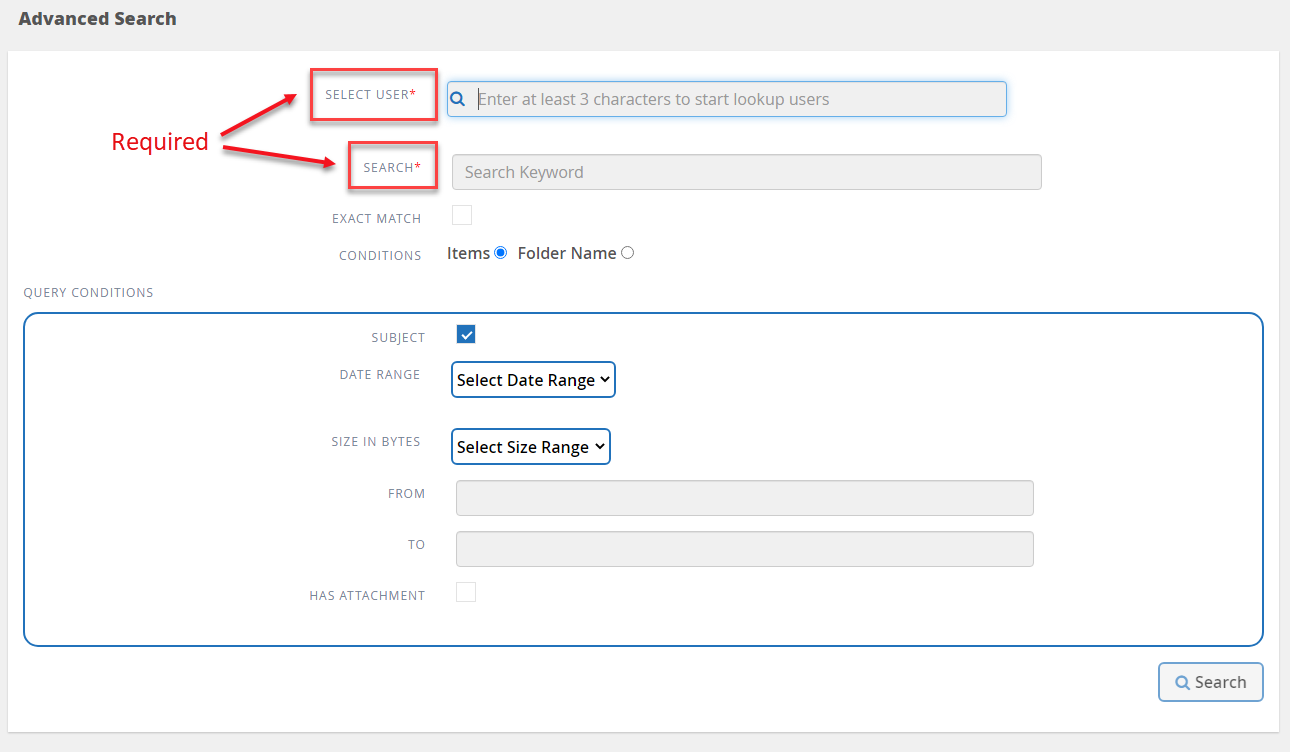 Advanced Search
SELECT USER*
Enter at least 3 characters to start lookup users
Required
SEARCH*
Search Keyword
EXACT MATCH
CONDITIONS
Items Folder Name
QUERY CONDITIONS
SUBJECT
DATE RANGE
Select Date Range
SIZE IN BYTES
Select Size Range
FROM
TO
HAS ATTACHMENT
Search